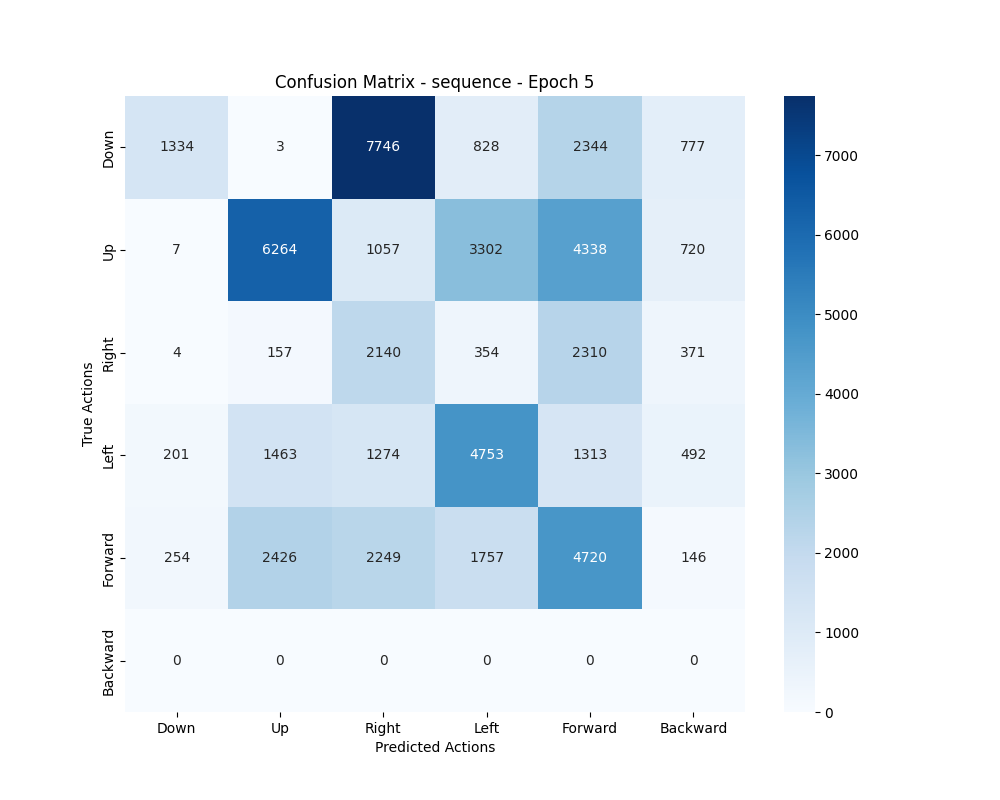 Confusion Matrix - sequence - Epoch 5
True Actions
Down 1334 3 7746 828 2344 777
Up 7 6264 1057 3302 4338 720
Right 4 157 2140 354 2310 371
Left 201 1463 1274 4753 1313 492
Forward 254 2426 2249 1757 4720 146
Backward 0 0 0 0 0 0
Down Up Right Left Forward Backward
Predicted Actions
7000
6000
5000
4000
3000
2000
1000
0